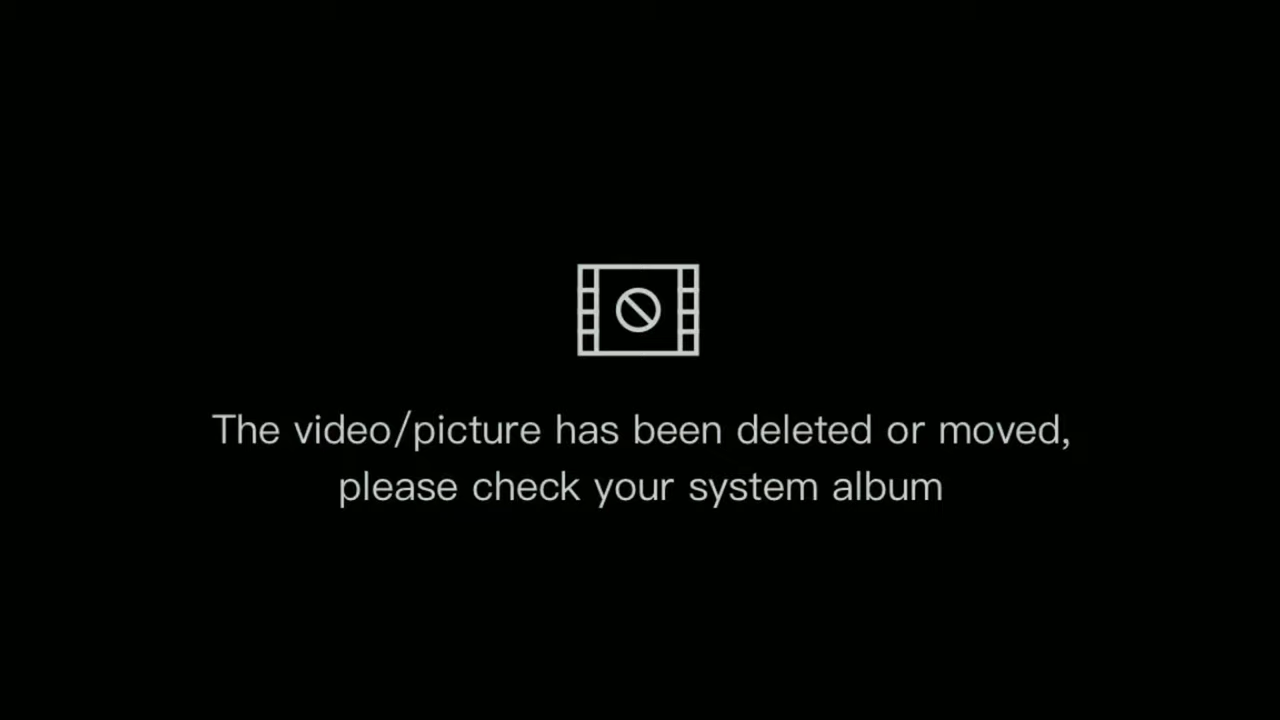 The video/picture has been deleted or moved,
please check your system album